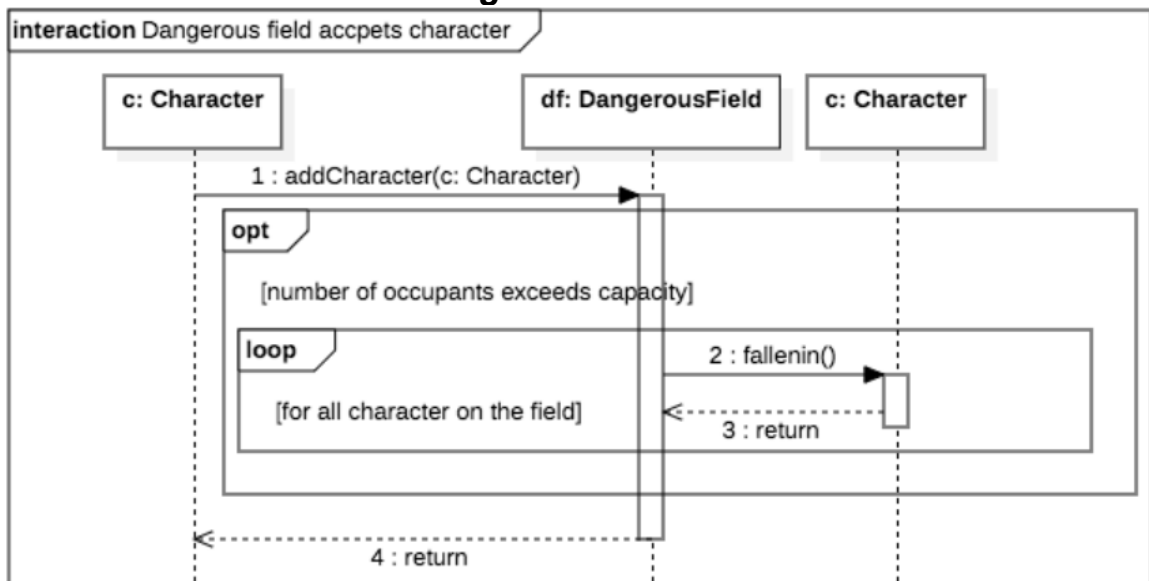 interaction Dangerous field accpets character
c: Character
df: DangerousField
c: Character
1 : addCharacter(c: Character)
opt
[number of occupants exceeds capacity]
loop
2 : fallenin()
[for all character on the field]
3 : return
4 : return